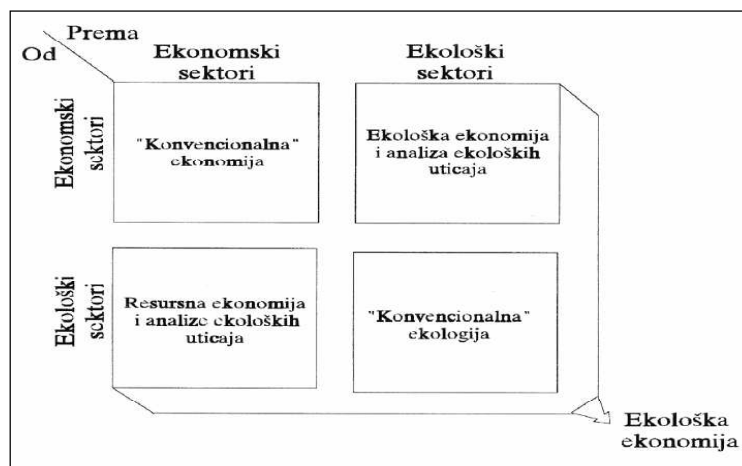 Prema
Od
Ekonomski
sektori
Ekološki
sektori
Ekonomski
sektori
"Konvencionalna"
ekonomija
Ekološka ekonomija
i analiza ekoloških
uticaja
Ekološki
sektori
Resursna ekonomija
i analize ekoloških
uticaja
"Konvencionalna"
ekologija
Ekološka
ekonomija